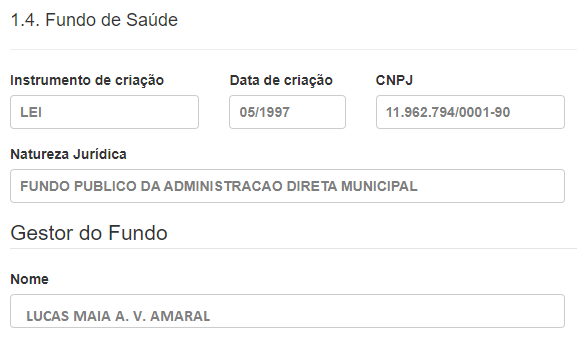 1.4. Fundo de Saúde
Instrumento de criação Data de criação CNPJ
LEI 05/1997 11.962.794/0001-90
Natureza Jurídica
FUNDO PUBLICO DA ADMINISTRACAO DIRETA MUNICIPAL
Gestor do Fundo
Nome
LUCAS MAIA A. V. AMARAL